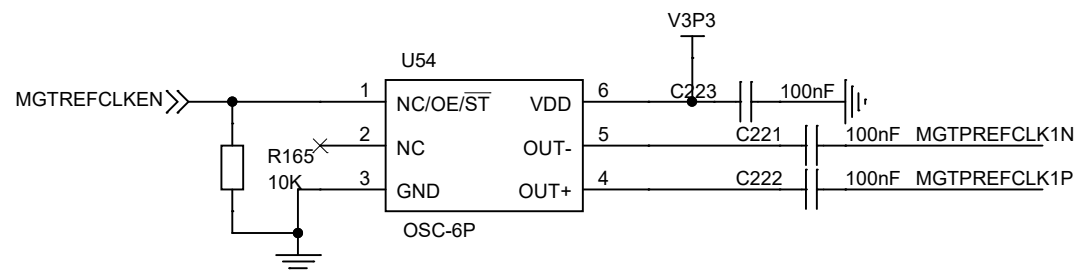 V3P3
U54
MGTREFCLKEN 1 NC/OE/ST VDD 6 C223 100nF
2 NC OUT- 5 C221 100nF MGTPREFCLK1N
R165
10K 3 GND OUT+ 4 C222 100nF MGTPREFCLK1P
OSC-6P